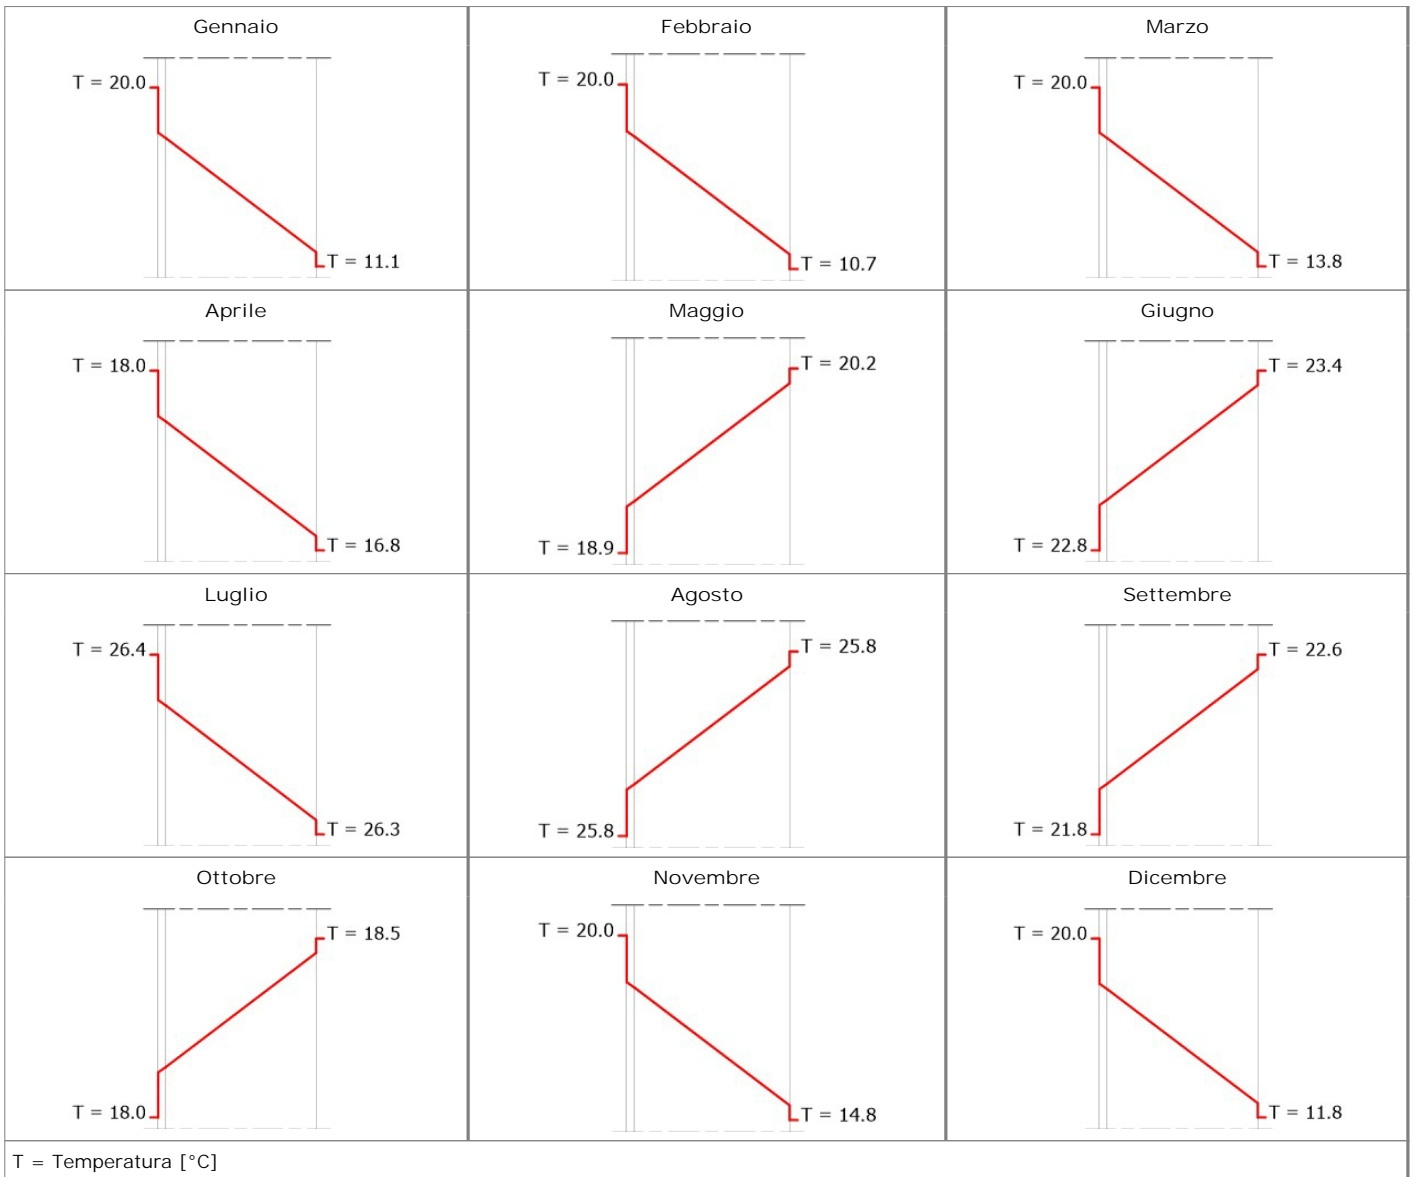 Gennaio
T = 20.0
T = 11.1
Febbraio
T = 20.0
T = 10.7
Marzo
T = 20.0
T = 13.8
Aprile
T = 18.0
T = 16.8
Maggio
T = 20.2
T = 18.9
Giugno
T = 23.4
T = 22.8
Luglio
T = 26.4
T = 26.3
Agosto
T = 25.8
T = 25.8
Settembre
T = 22.6
T = 21.8
Ottobre
T = 18.5
T = 18.0
Novembre
T = 20.0
T = 14.8
Dicembre
T = 20.0
T = 11.8
T = Temperatura [°C]